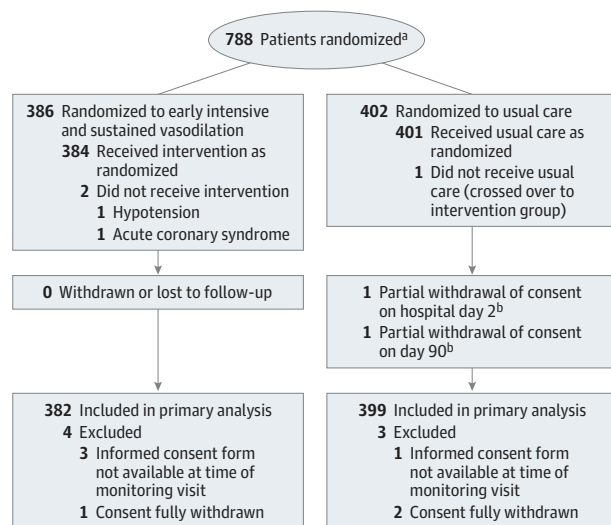 788 Patients randomizedᵃ
386 Randomized to early intensive
and sustained vasodilation
384 Received intervention as
randomized
2 Did not receive intervention
1 Hypotension
1 Acute coronary syndrome
402 Randomized to usual care
401 Received usual care as
randomized
1 Did not receive usual
care (crossed over to
intervention group)
0 Withdrawn or lost to follow-up
1 Partial withdrawal of consent
on hospital day 2ᵇ
1 Partial withdrawal of consent
on day 90ᵇ
382 Included in primary analysis
4 Excluded
3 Informed consent form
not available at time of
monitoring visit
1 Consent fully withdrawn
399 Included in primary analysis
3 Excluded
1 Informed consent form
not available at time of
monitoring visit
2 Consent fully withdrawn